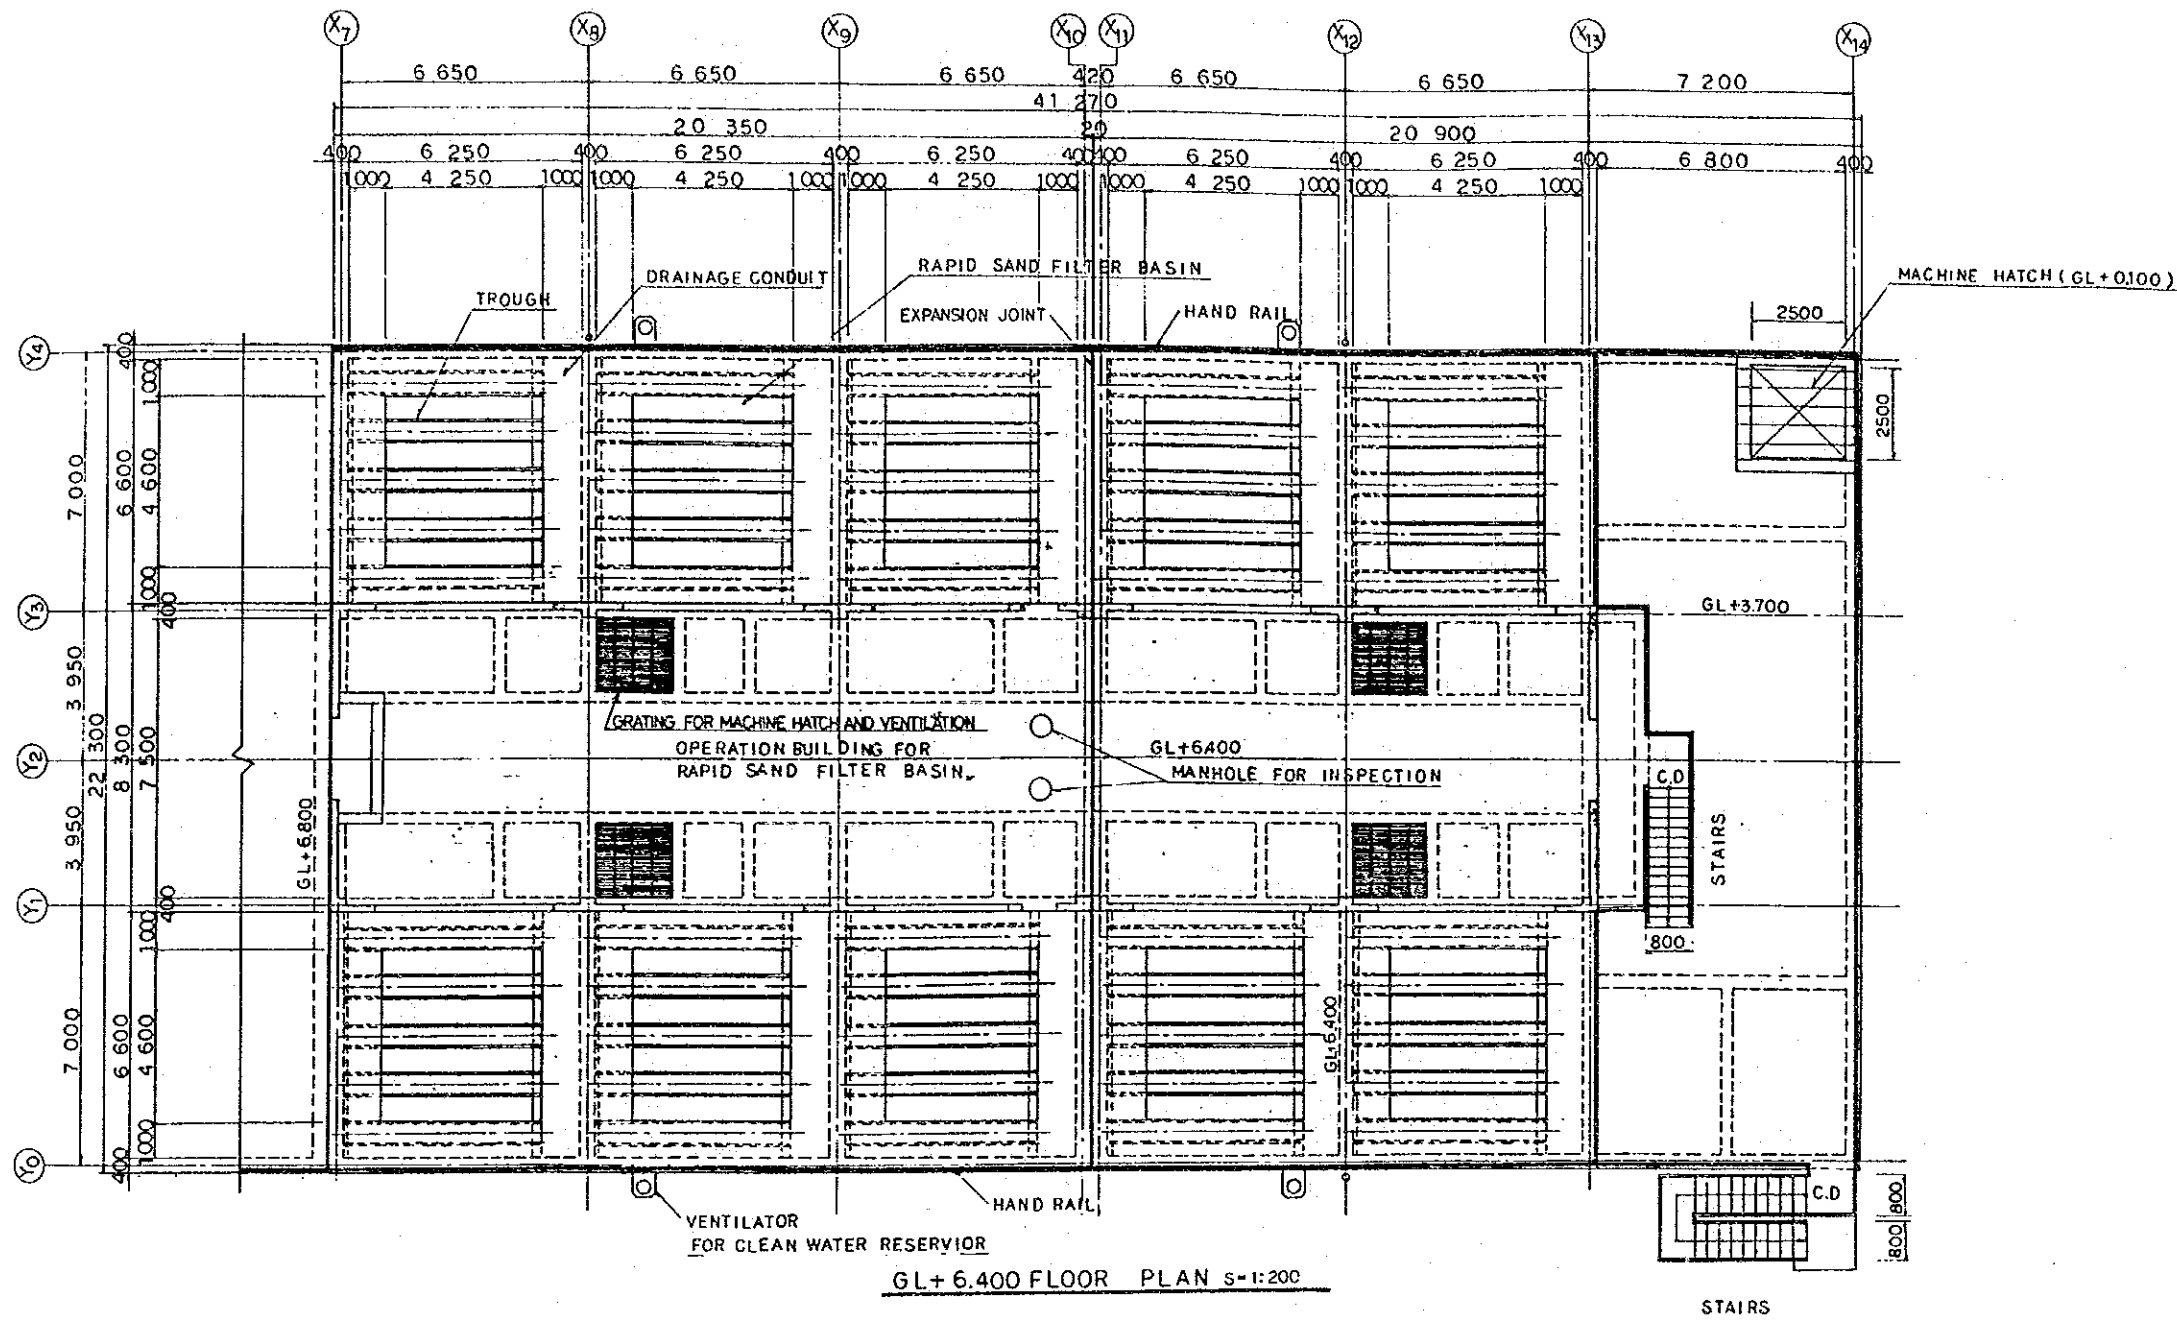 X7 X8 X9 X10 X11 X12 X13 X14
6 650 6 650 6 650 420 6 650 6 650 7 200
41 270
20 350 20 20 900
400 6 250 400 6 250 400 6 250 400 400 6 250 400 6 250 400 6 800 400
1000 4 250 1000 1000 4 250 1000 1000 4 250 1000 1000 4 250 1000 1000 4 250 1000
DRAINAGE CONDUIT
RAPID SAND FILTER BASIN
MACHINE HATCH (GL+0.100)
TROUGH
EXPANSION JOINT
HAND RAIL
2500
2500
Y4
400
1000
7 000
6 600
4 600
1000
400
Y3
GL+3.700
3 950
GRATING FOR MACHINE HATCH AND VENTILATION
OPERATION BUILDING FOR
RAPID SAND FILTER BASIN
GL+6.400
MANHOLE FOR INSPECTION
Y2
22 300
8 300
7 500
C.D
STAIRS
GL+6.800
3 950
400
Y1
1000
800
7 000
6 600
4 600
GL+6.400
1000
400
Y0
C.D
800
800
HAND RAIL
VENTILATOR
FOR CLEAN WATER RESERVIOR
GL+ 6.400 FLOOR PLAN S=1:200
STAIRS